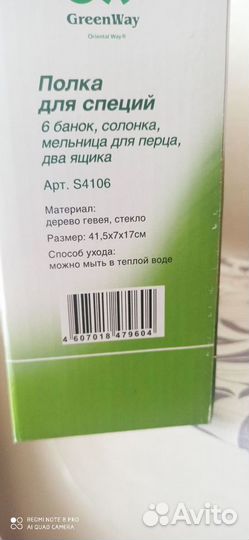 GreenWay
Oriental Way®
Полка
для специй
6 банок, солонка,
мельница для перца,
два ящика
Арт. S4106
Материал:
дерево гевея, стекло
Размер: 41,5х7х17см
Способ ухода:
можно мыть в теплой воде
4 607018 479604
REDMI NOTE 8 PRO
AI QUAD CAMERA
Avito